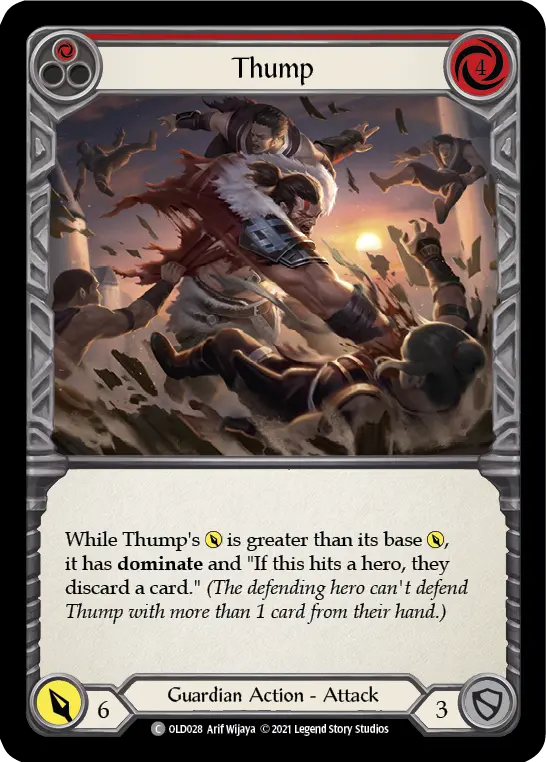 Thump
4
While Thump's is greater than its base ,
it has dominate and "If this hits a hero, they
discard a card." (The defending hero can't defend
Thump with more than 1 card from their hand.)
6
Guardian Action - Attack
3
C OLD028 Arif Wijaya © 2021 Legend Story Studios